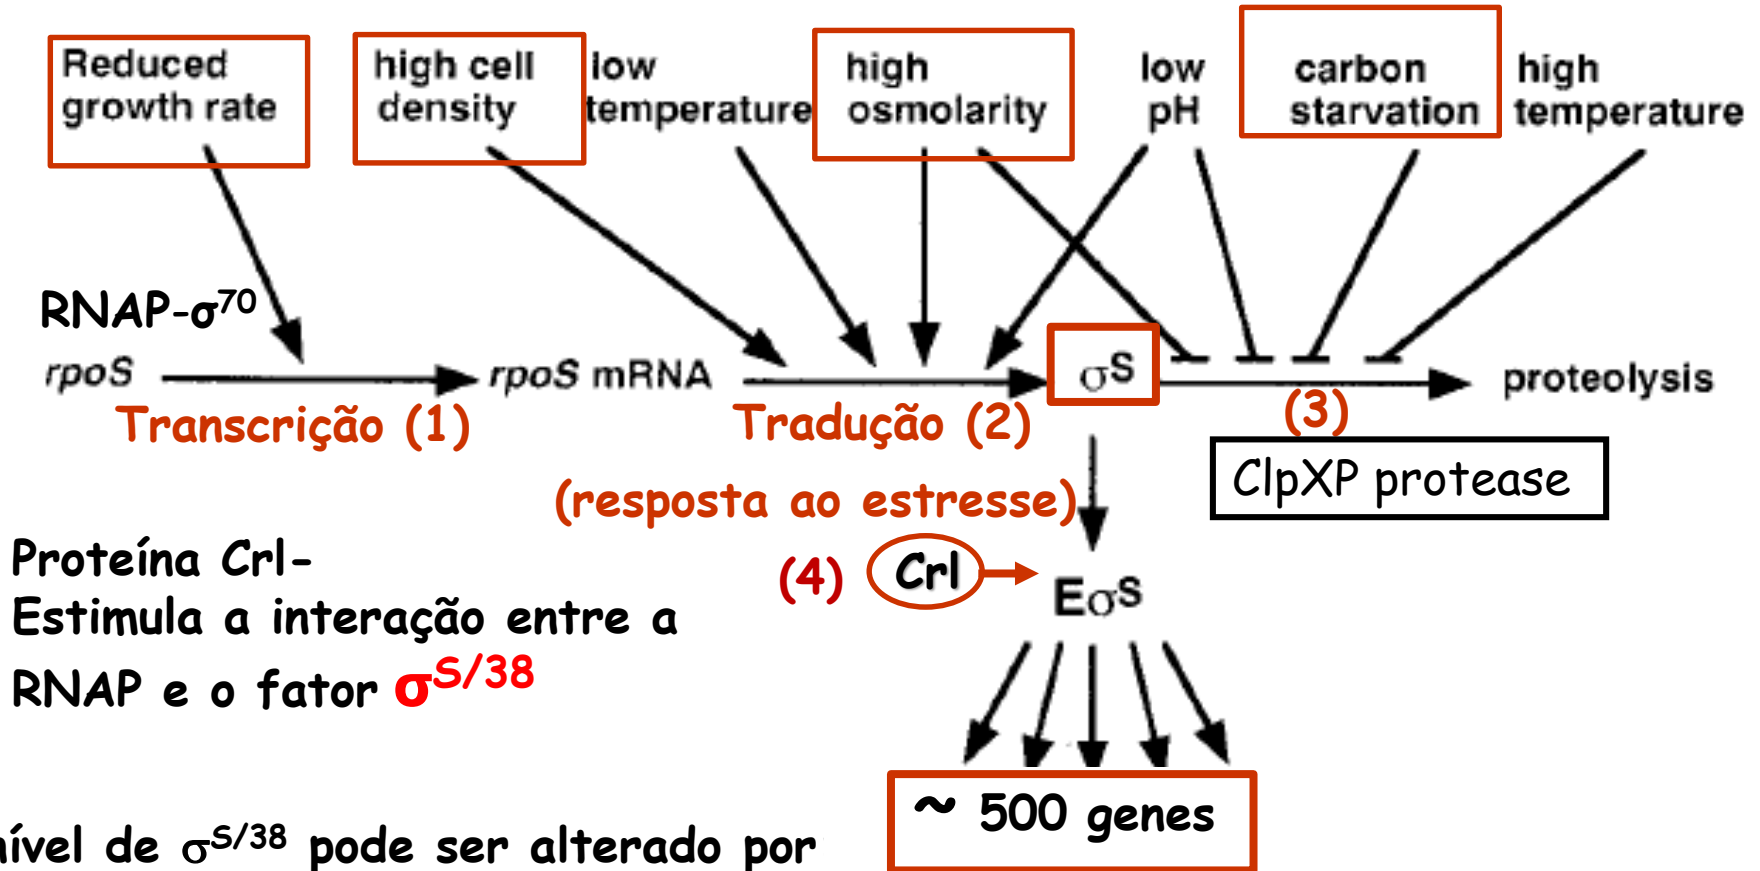 Reduced
growth rate
high cell
density
low
temperature
high
osmolarity
low
pH
carbon
starvation
high
temperature
RNAP-σ⁷⁰
rpoS
rpoS mRNA
σS
proteolysis
Transcrição (1)
Tradução (2)
(3)
ClpXP protease
(resposta ao estresse)
Proteína Crl-
Estimula a interação entre a
RNAP e o fator σS/38
(4)
Crl
EσS
~ 500 genes
nível de σS/38 pode ser alterado por